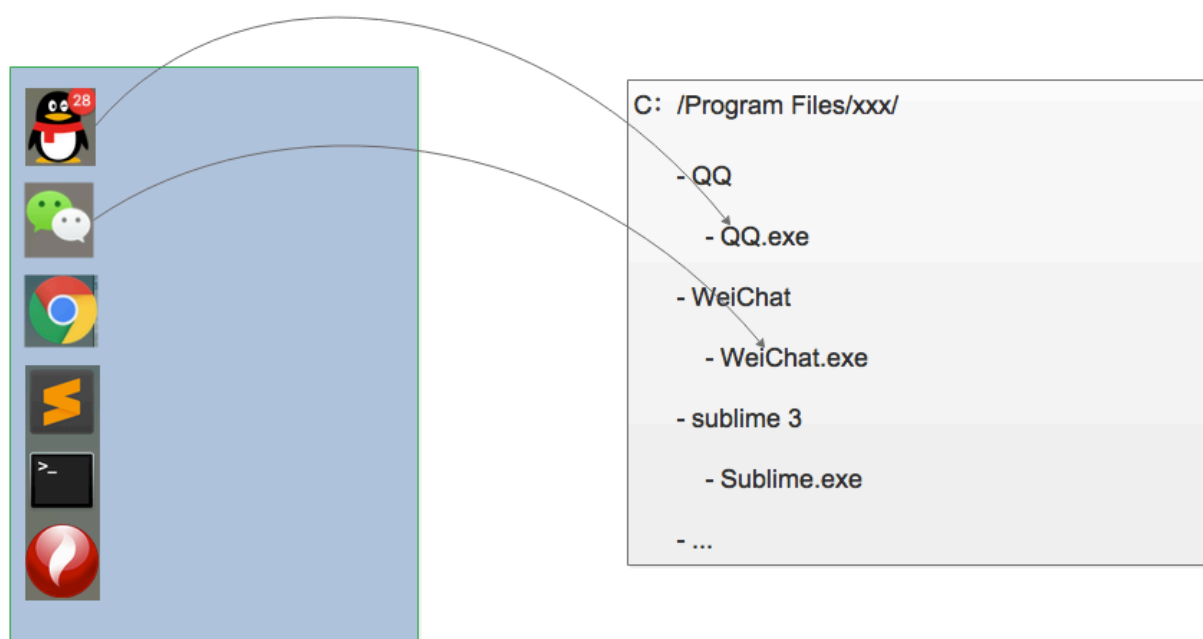 28
C: /Program Files/xxx/
- QQ
- QQ.exe
- WeiChat
- WeiChat.exe
>_
- sublime 3
- Sublime.exe
- ...